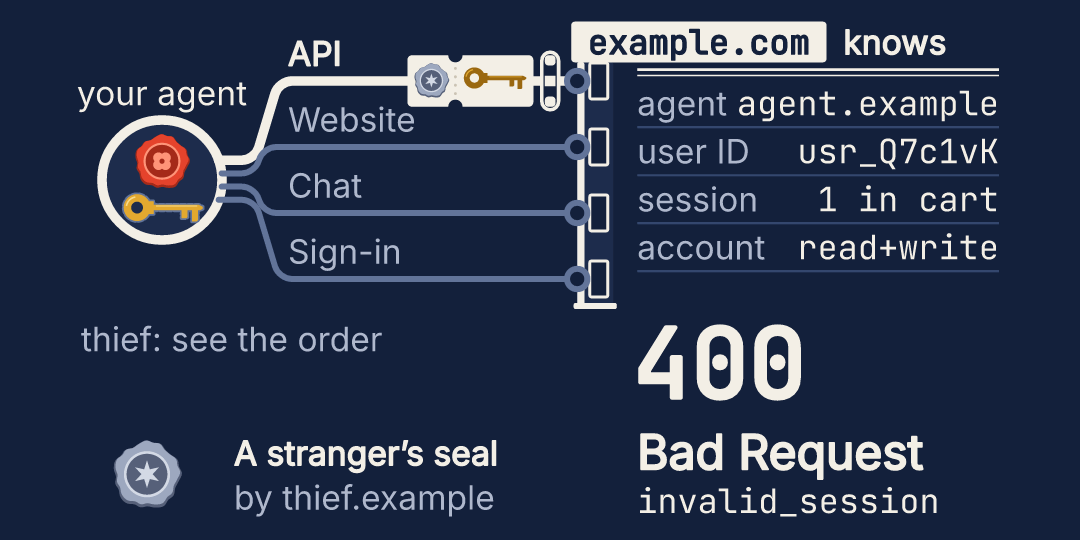 API
example.com knows
your agent
agent agent.example
Website
user ID usr_Q7c1vK
Chat
session 1 in cart
Sign-in
account read+write
thief: see the order
400
A stranger’s seal
by thief.example
Bad Request
invalid_session